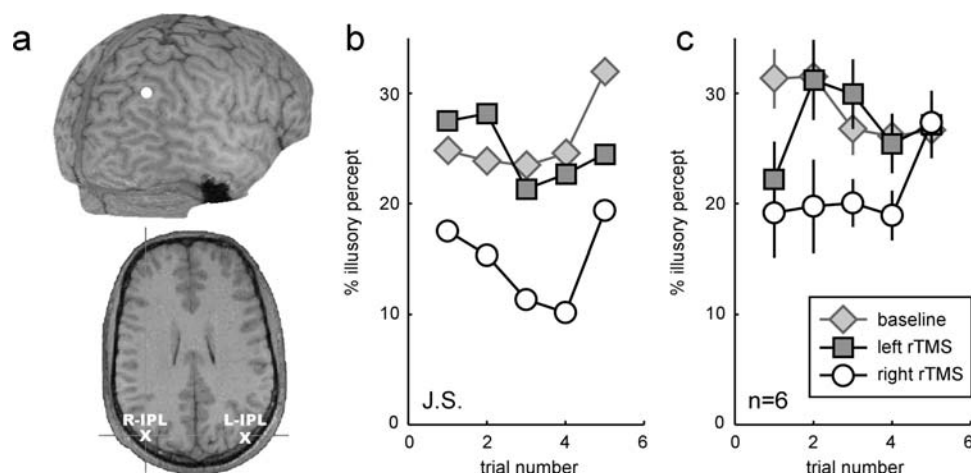 a
R-IPL L-IPL
X X
b
% illusory percept
30
20
10
0
J.S.
0 2 4 6
trial number
c
% illusory percept
30
20
10
0
baseline
left rTMS
right rTMS
n=6
0 2 4 6
trial number